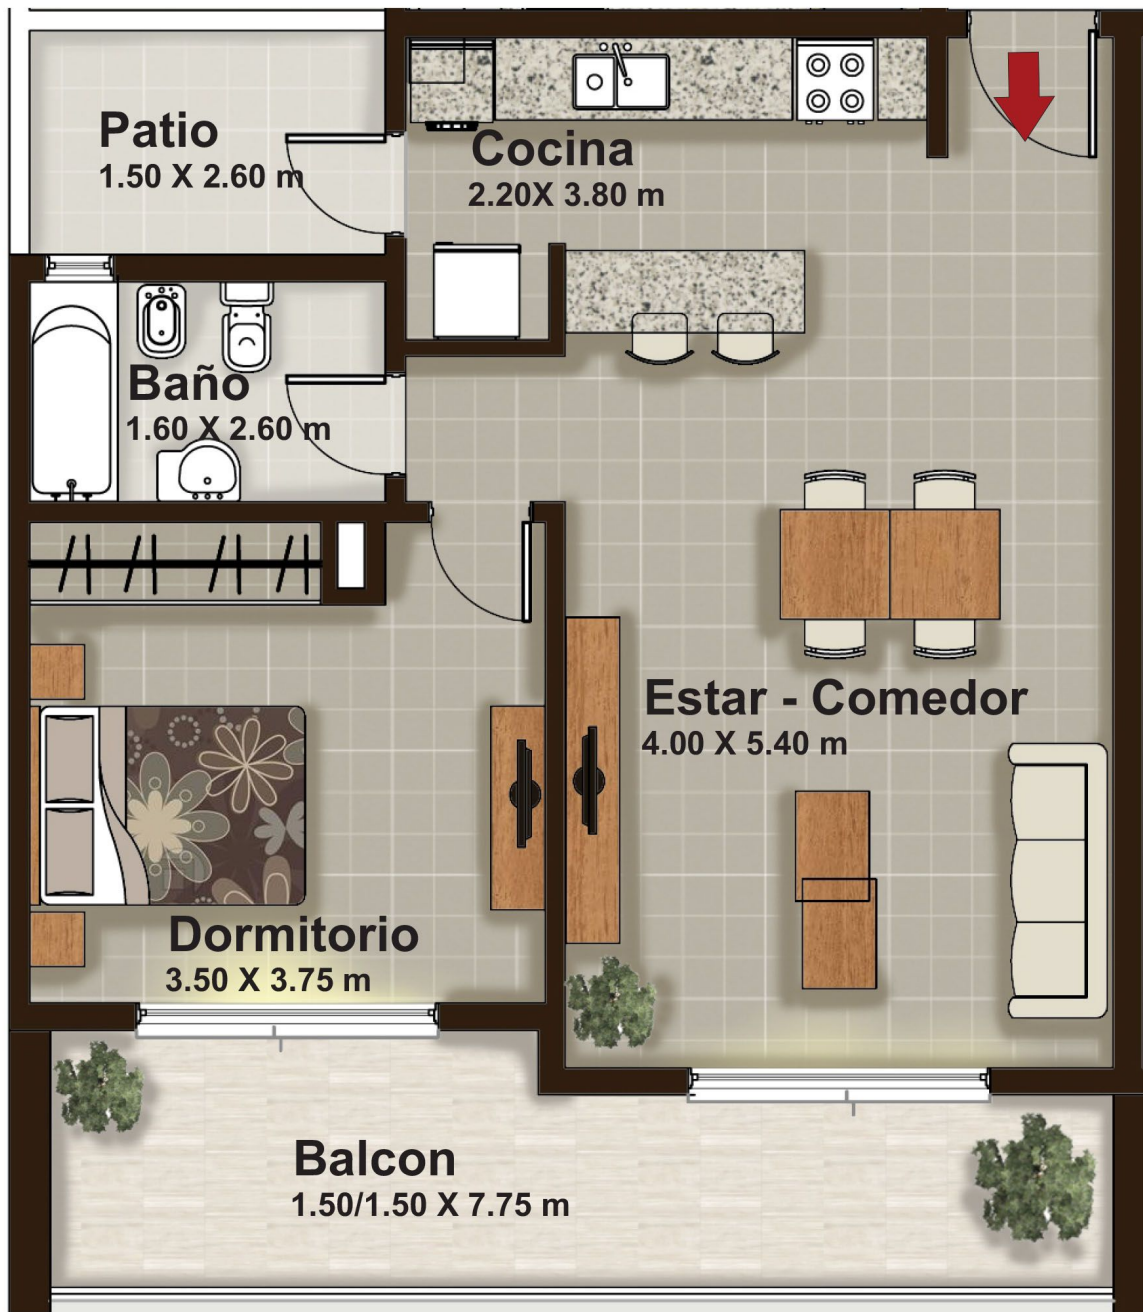 Patio
1.50 X 2.60 m
Cocina
2.20X 3.80 m
Baño
1.60 X 2.60 m
Estar - Comedor
4.00 X 5.40 m
Dormitorio
3.50 X 3.75 m
Balcon
1.50/1.50 X 7.75 m